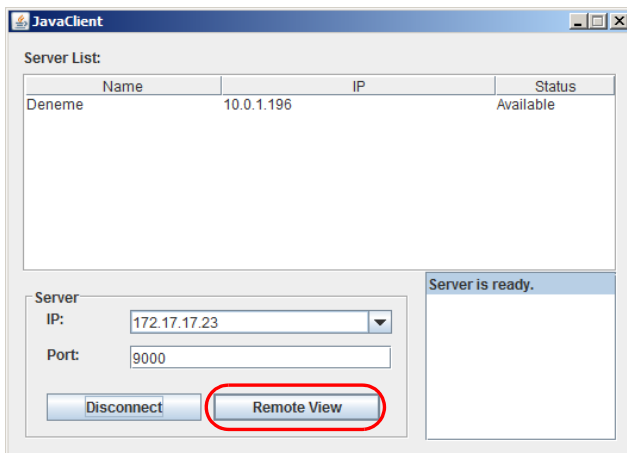 JavaClient
Server List:
Name IP Status
Deneme 10.0.1.196 Available
Server is ready.
Server
IP: 172.17.17.23
Port: 9000
Disconnect Remote View